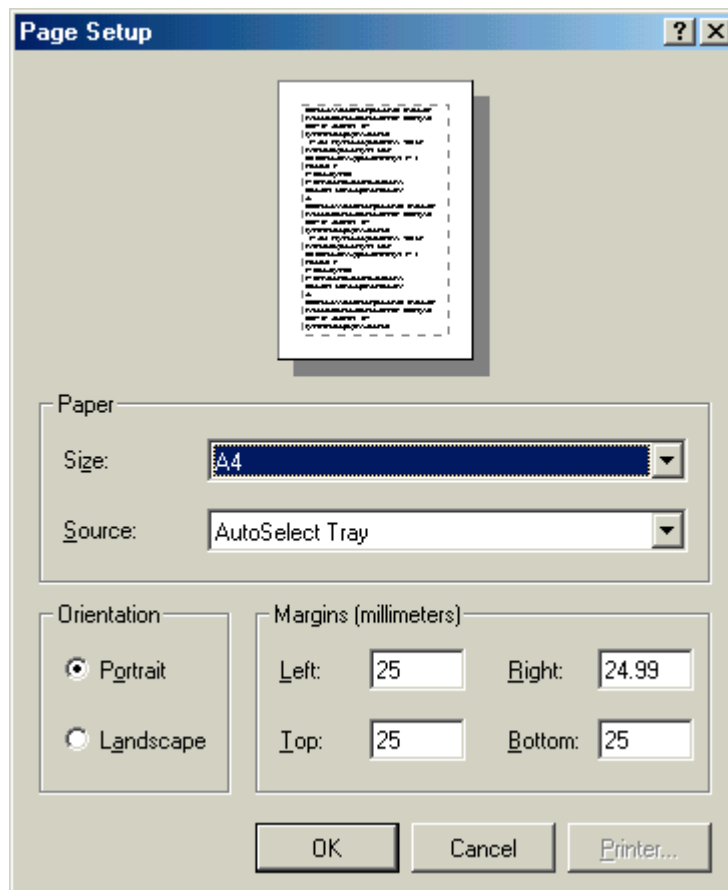 Page Setup
Paper
Size: A4
Source: AutoSelect Tray
Orientation
Portrait
Landscape
Margins (millimeters)
Left: 25 Right: 24.99
Top: 25 Bottom: 25
OK Cancel Printer...